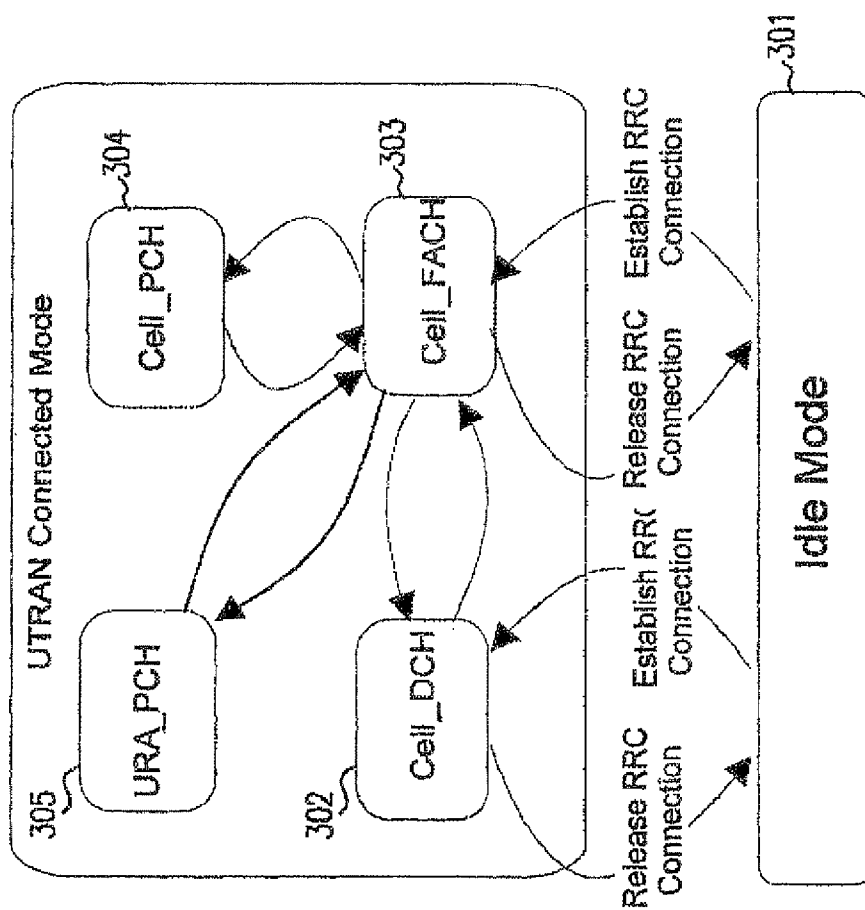 UTRAN Connected Mode
305
URA_PCH
304
Cell_PCH
302
Cell_DCH
303
Cell_FACH
Release RRC
Connection
Establish RR(
Connection
Release RRC
Connection
Establish RRC
Connection
301
Idle Mode